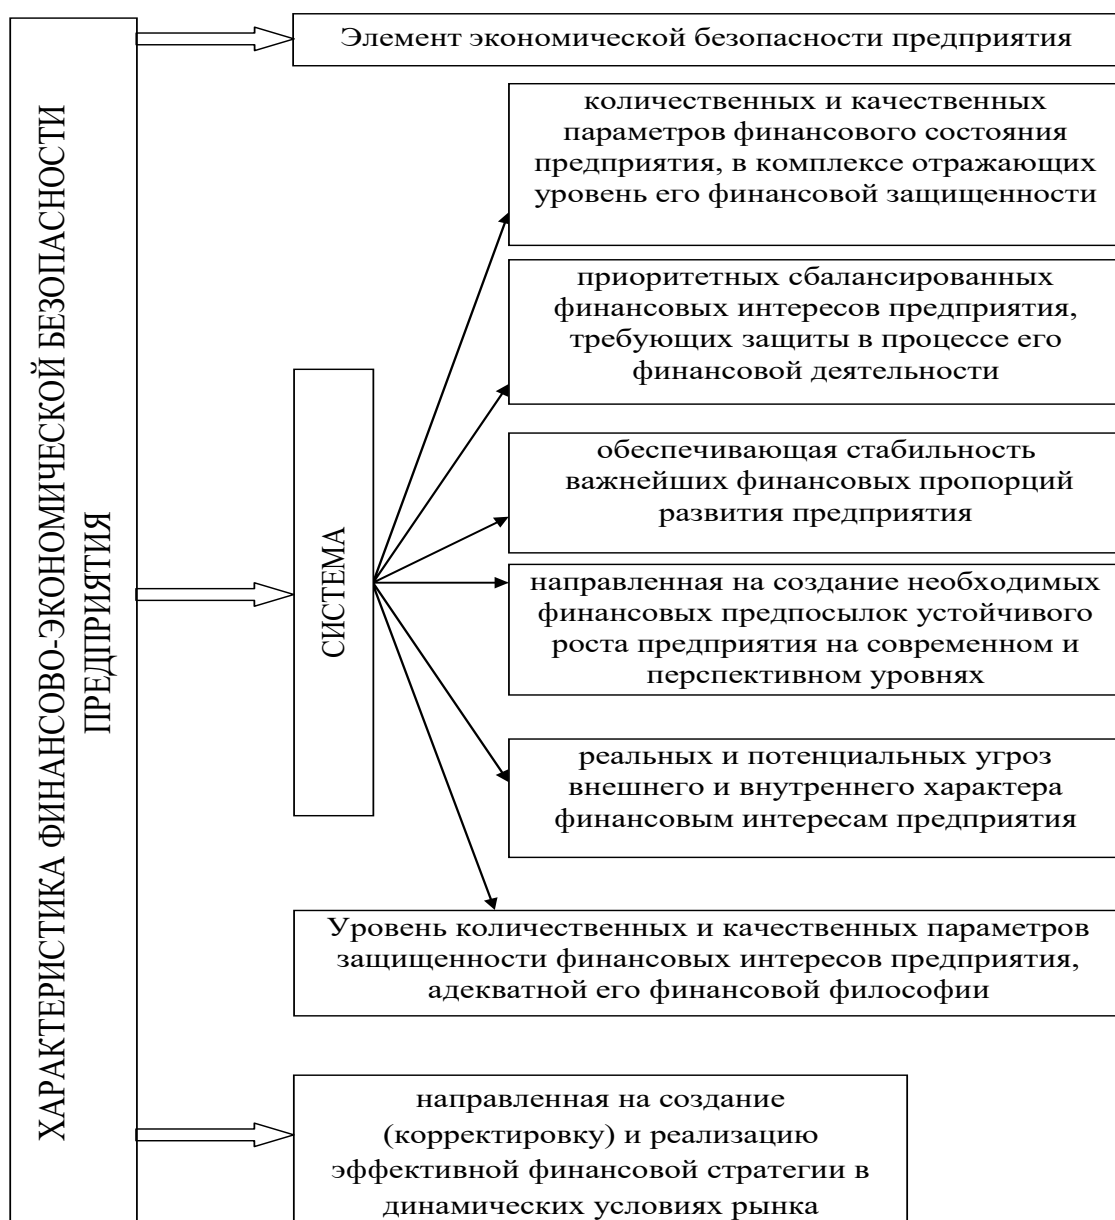 ХАРАКТЕРИСТИКА ФИНАНСОВО-ЭКОНОМИЧЕСКОЙ БЕЗОПАСНОСТИ
ПРЕДПРИЯТИЯ
Элемент экономической безопасности предприятия
СИСТЕМА
количественных и качественных
параметров финансового состояния
предприятия, в комплексе отражающих
уровень его финансовой защищенности
приоритетных сбалансированных
финансовых интересов предприятия,
требующих защиты в процессе его
финансовой деятельности
обеспечивающая стабильность
важнейших финансовых пропорций
развития предприятия
направленная на создание необходимых
финансовых предпосылок устойчивого
роста предприятия на современном и
перспективном уровнях
реальных и потенциальных угроз
внешнего и внутреннего характера
финансовым интересам предприятия
Уровень количественных и качественных параметров
защищенности финансовых интересов предприятия,
адекватной его финансовой философии
направленная на создание
(корректировку) и реализацию
эффективной финансовой стратегии в
динамических условиях рынка